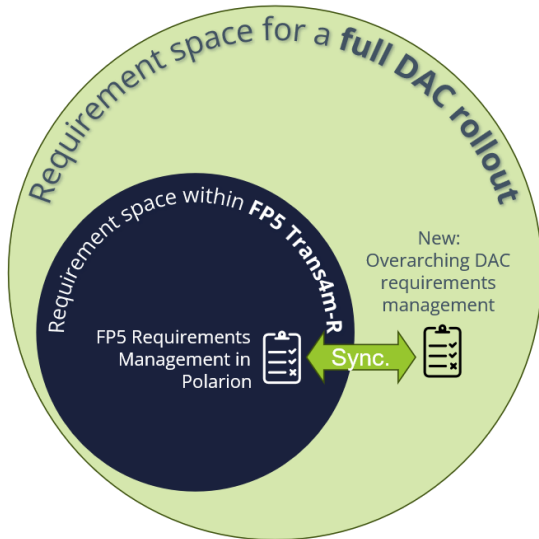 Requirement space for a full DAC rollout
Requirement space within FP5 Trans4m-R
New:
Overarching DAC
requirements
management
FP5 Requirements
Management in
Polarion
Sync.